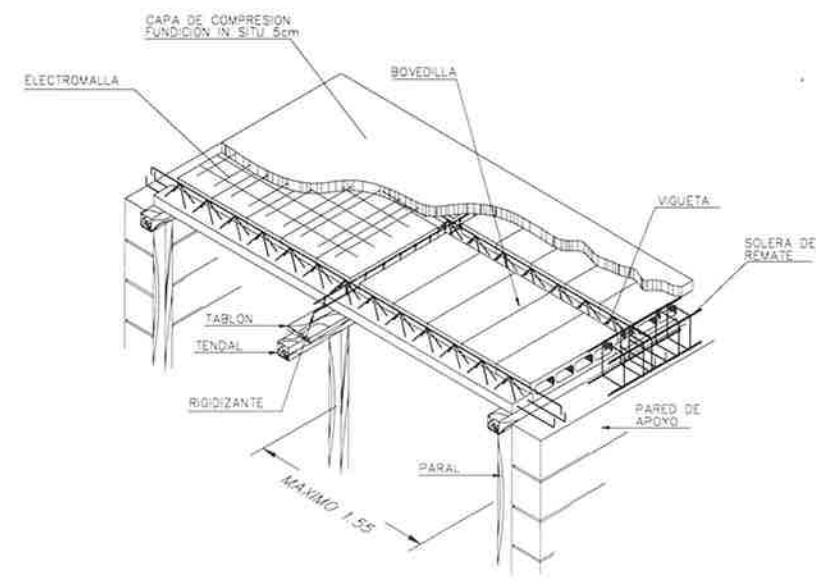 CAPA DE COMPRESION
FUNDICION IN SITU 5cm
ELECTROMALLA
BOVEDILLA
VIGUETA
SOLERA DE
REMATE
TABLON
TENDAL
RIGIDIZANTE
PARED DE
APOYO
PARAL
MAXIMO 1.55